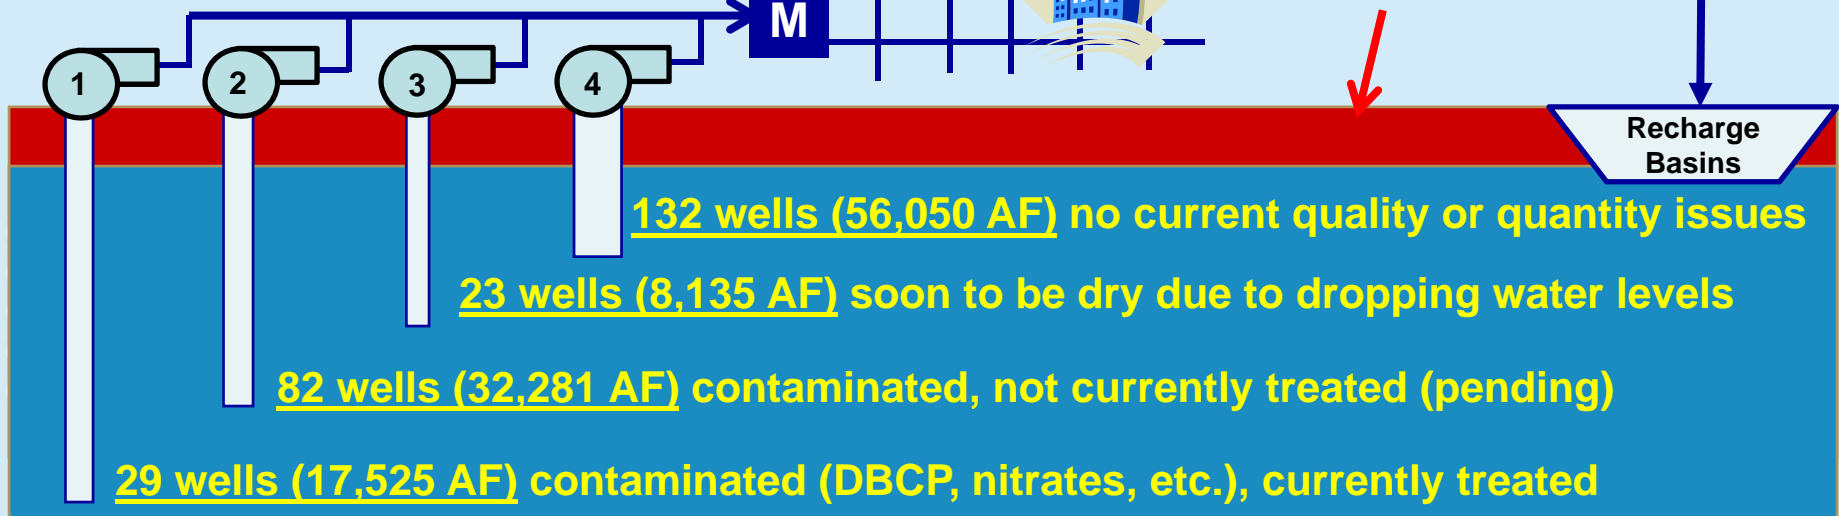 M
1
2
3
4
Recharge
Basins
132 wells (56,050 AF) no current quality or quantity issues
23 wells (8,135 AF) soon to be dry due to dropping water levels
82 wells (32,281 AF) contaminated, not currently treated (pending)
29 wells (17,525 AF) contaminated (DBCP, nitrates, etc.), currently treated